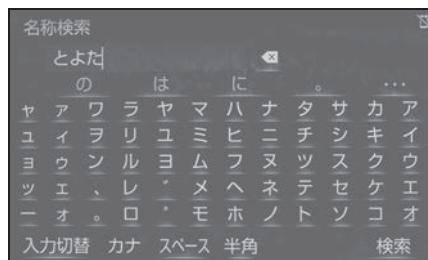 名称検索
とよた
の は に 。 ...
ャ ァ ワ ラ ヤ マ ハ ナ タ サ カ ア
ュ ィ ヲ リ ユ ミ ヒ ニ チ シ キ イ
ョ ゥ ン ル ヨ ム フ ヌ ツ ス ク ウ
ッ ェ 、 レ ゛ メ ヘ ネ テ セ ケ エ
ー ォ 。 ロ ゜ モ ホ ノ ト ソ コ オ
入力切替 カナ スペース 半角 検索